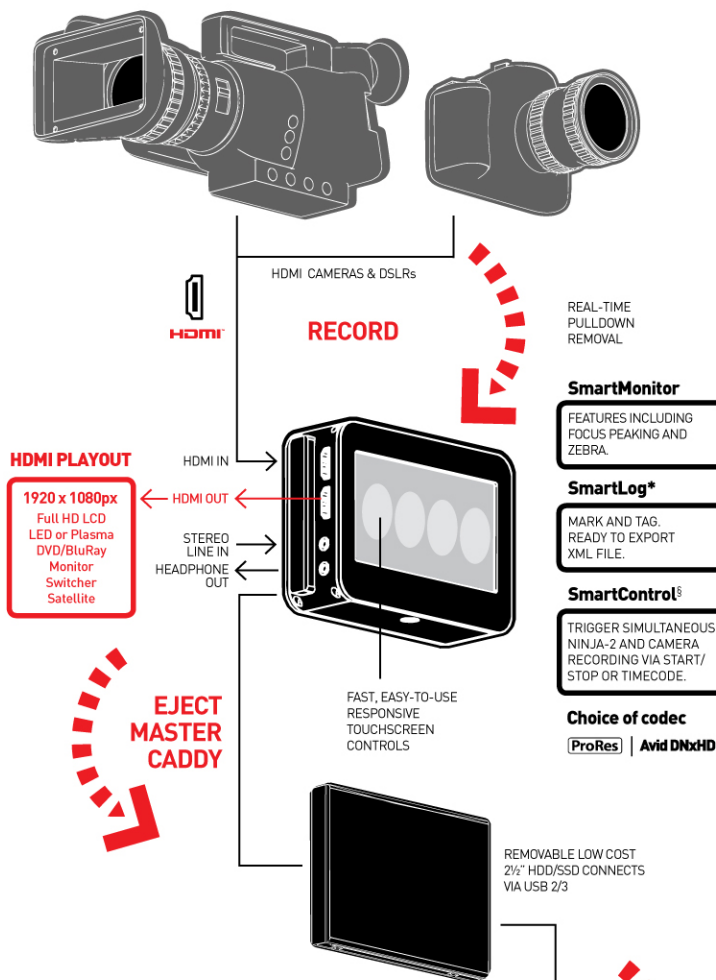 HDMI CAMERAS & DSLRs
HDMI
RECORD
REAL-TIME
PULLDOWN
REMOVAL
SmartMonitor
FEATURES INCLUDING
FOCUS PEAKING AND
ZEBRA.
HDMI PLAYOUT
1920 x 1080px
Full HD LCD
LED or Plasma
DVD/BluRay
Monitor
Switcher
Satellite
HDMI IN
HDMI OUT
STEREO
LINE IN
HEADPHONE
OUT
SmartLog*
MARK AND TAG.
READY TO EXPORT
XML FILE.
SmartControl§
TRIGGER SIMULTANEOUS
NINJA-2 AND CAMERA
RECORDING VIA START/
STOP OR TIMECODE.
EJECT
MASTER
CADDY
FAST, EASY-TO-USE
RESPONSIVE
TOUCHSCREEN
CONTROLS
Choice of codec
ProRes | Avid DNxHD
REMOVABLE LOW COST
2½" HDD/SSD CONNECTS
VIA USB 2/3